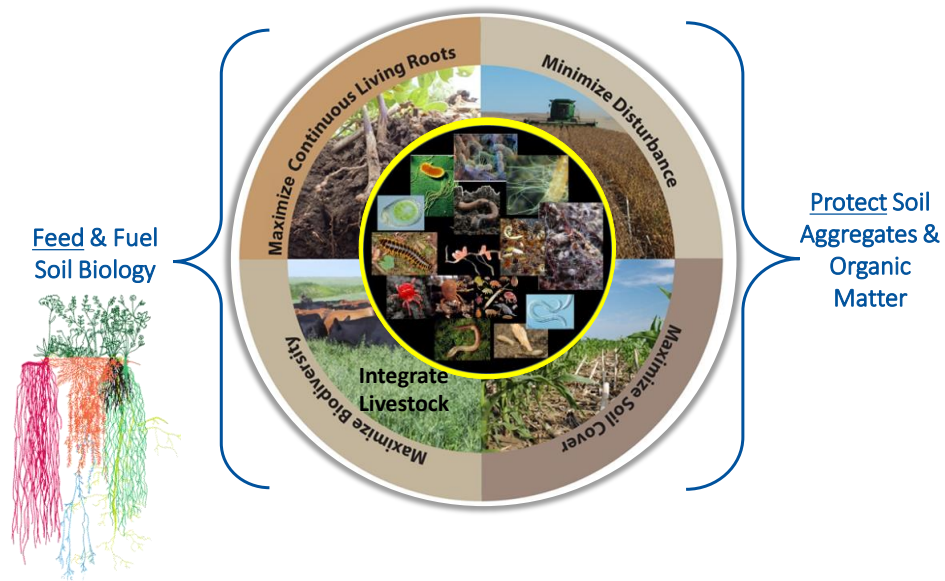 Maximize Continuous Living Roots
Minimize Disturbance
Feed & Fuel
Soil Biology
Protect Soil
Aggregates &
Organic
Matter
Maximize Biodiversity
Integrate
Livestock
Maximize Soil Cover